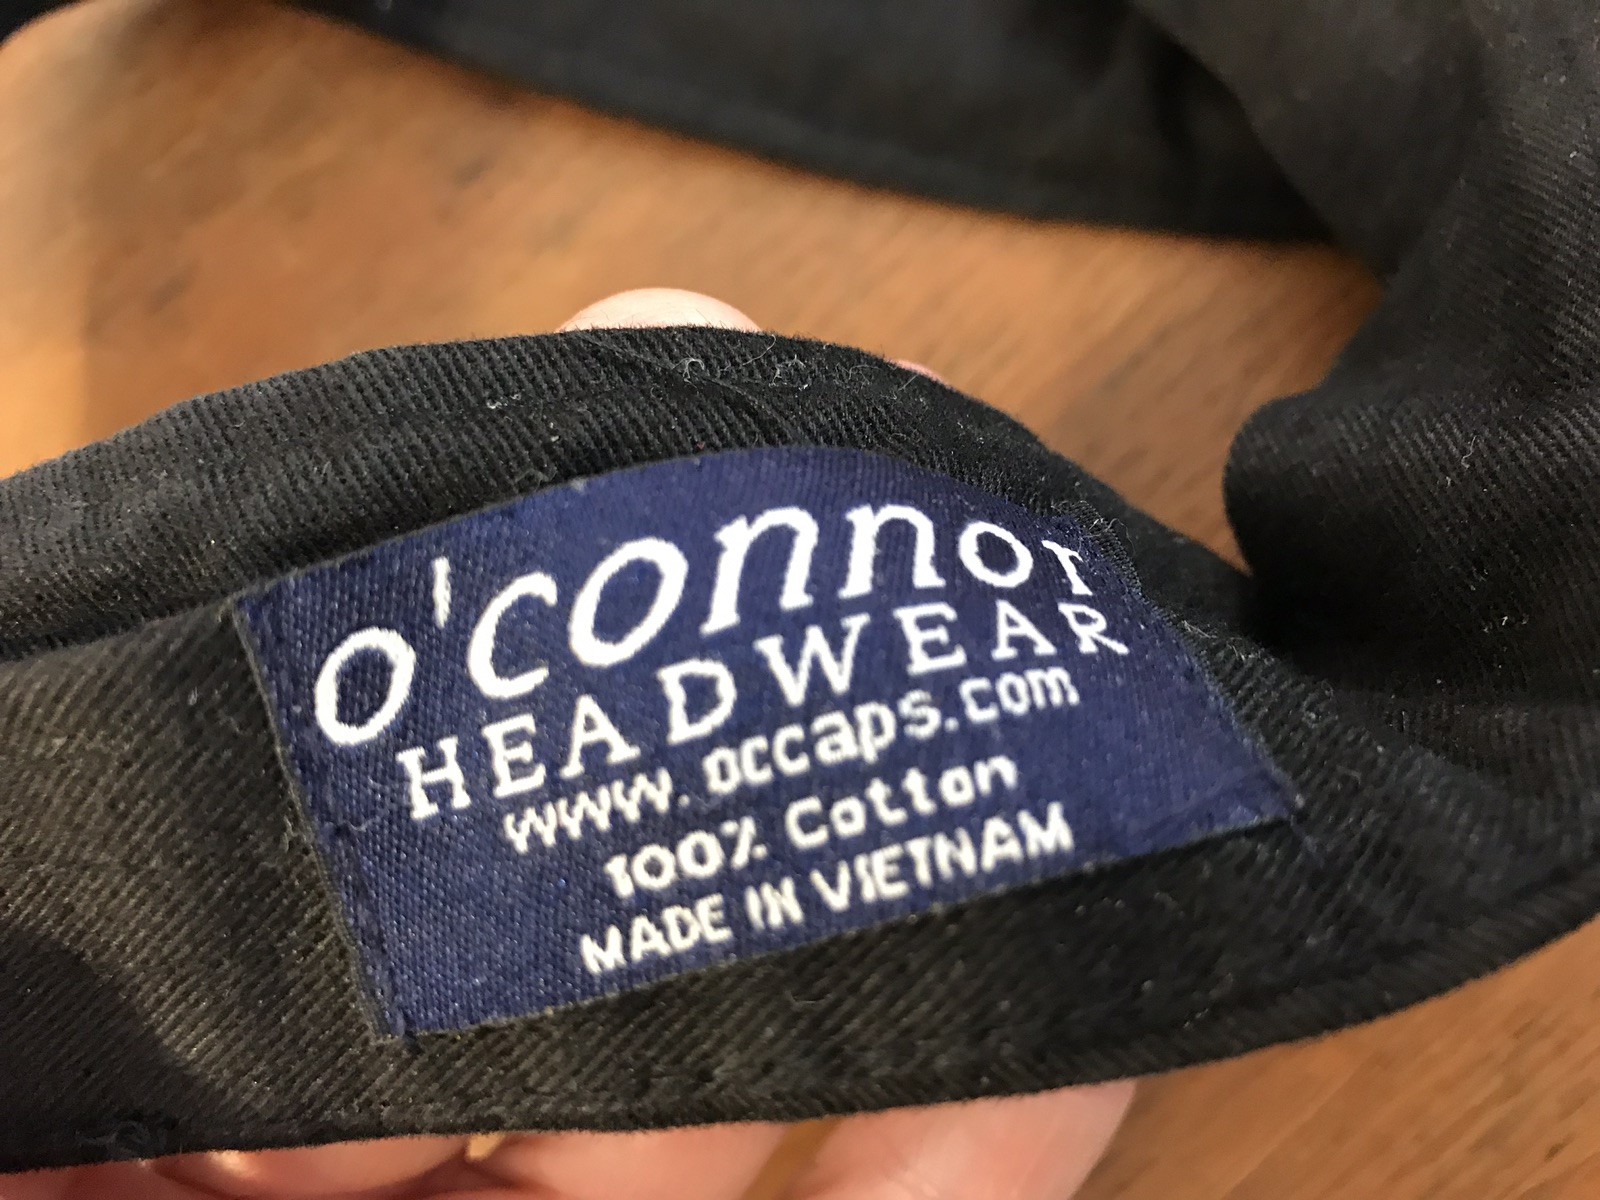 o'connor
HEADWEAR
www.occaps.com
100% Cotton
MADE IN VIETNAM